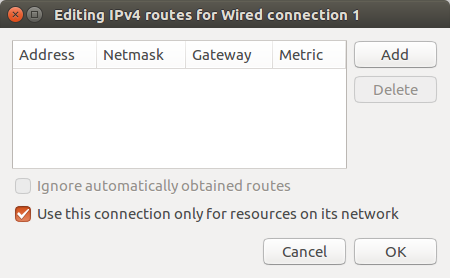 Editing IPv4 routes for Wired connection 1
Address Netmask Gateway Metric
Add
Delete
Ignore automatically obtained routes
Use this connection only for resources on its network
Cancel OK